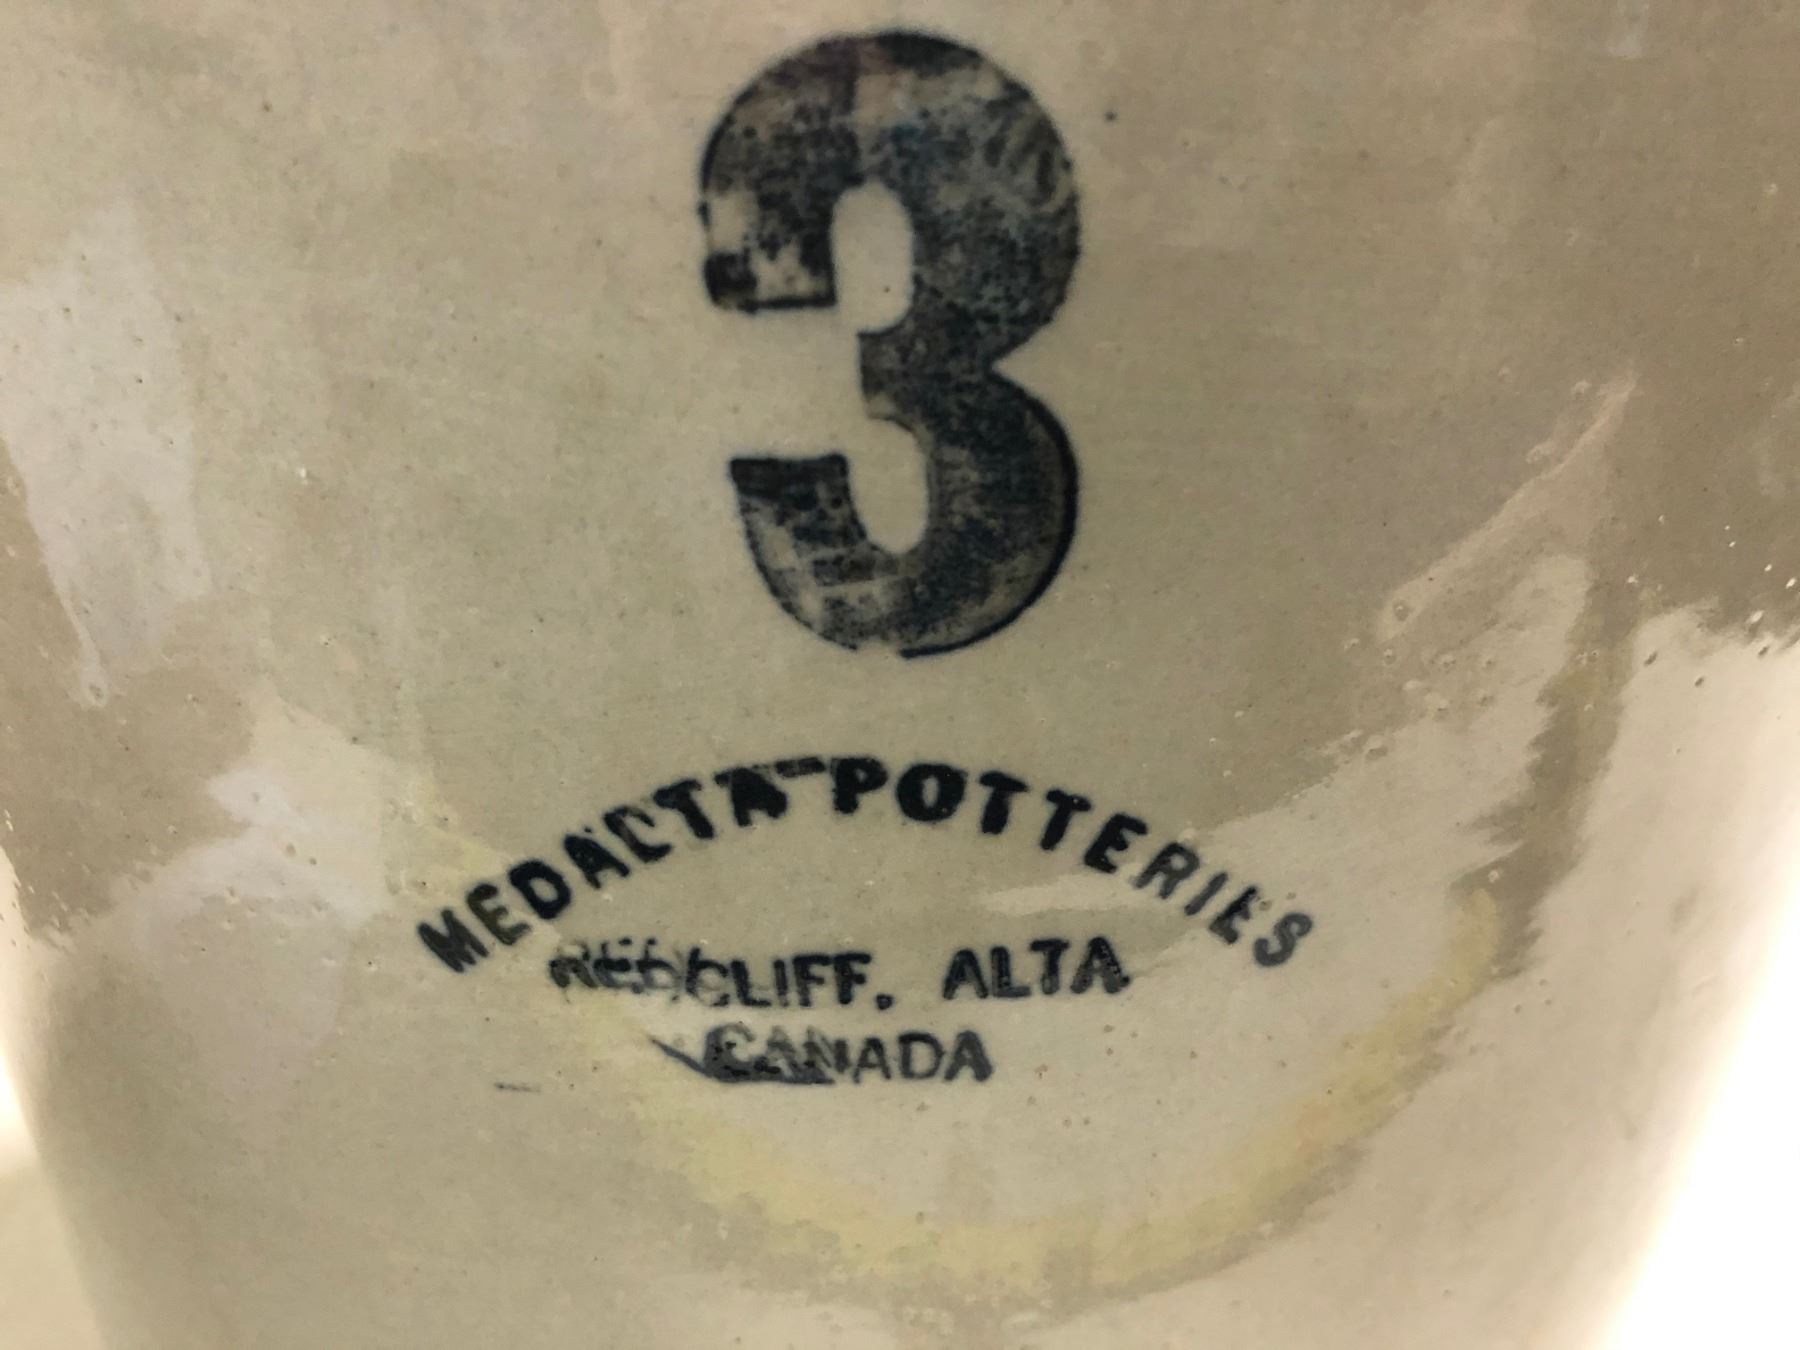 3
MEDALTA POTTERIES
REDCLIFF, ALTA
CANADA